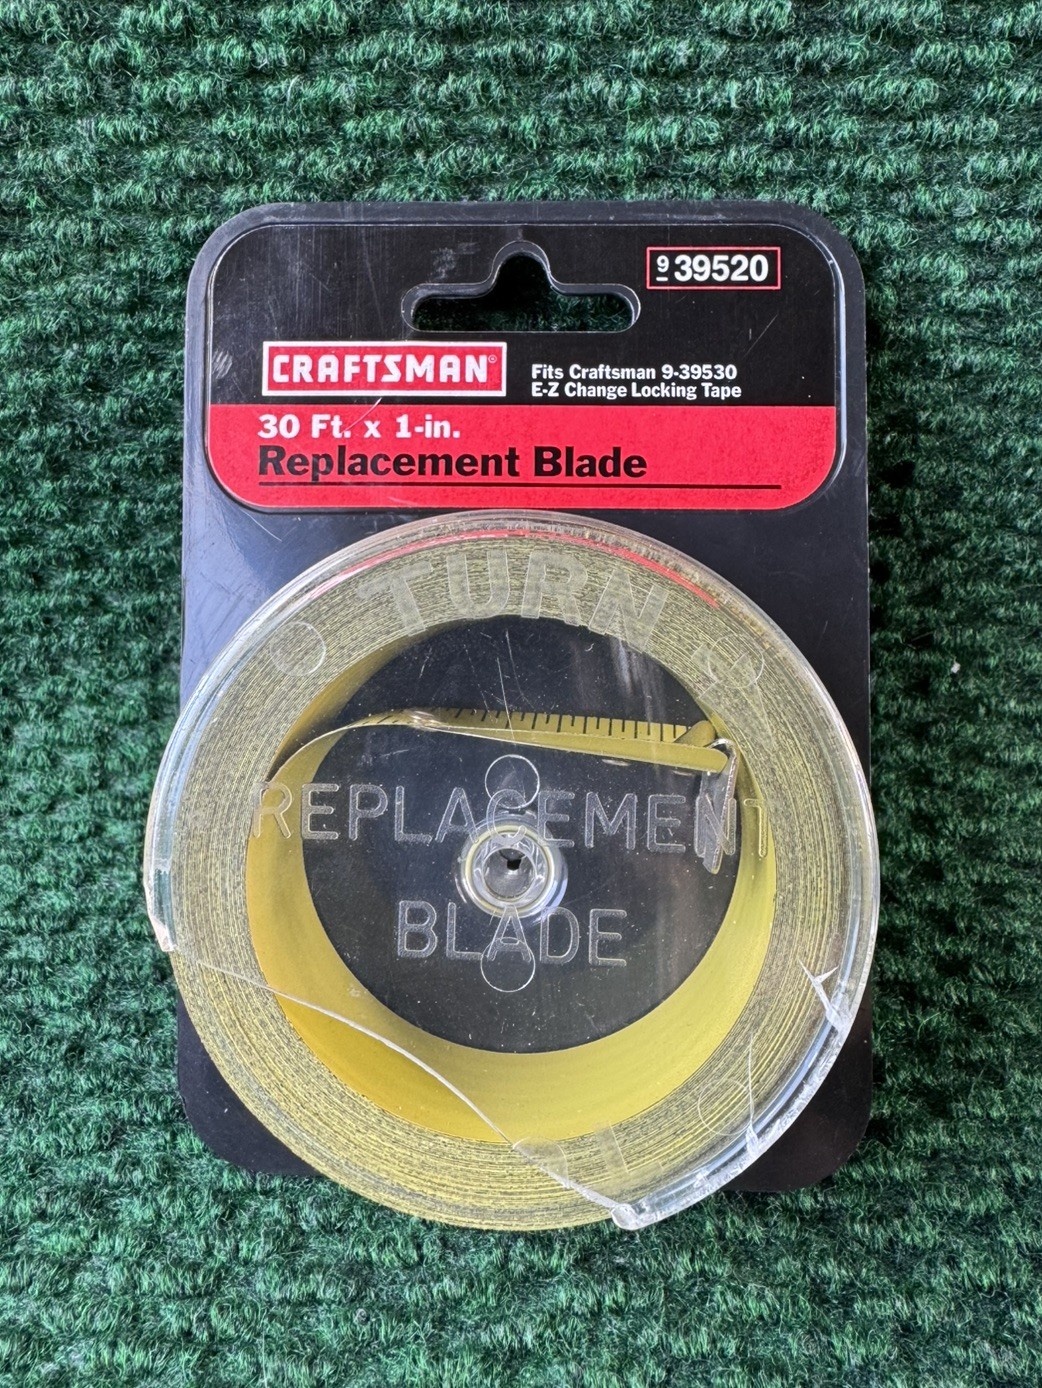 9 39520
CRAFTSMAN®
Fits Craftsman 9-39530
E-Z Change Locking Tape
30 Ft. x 1-in.
Replacement Blade
TURN
REPLACEMENT
BLADE